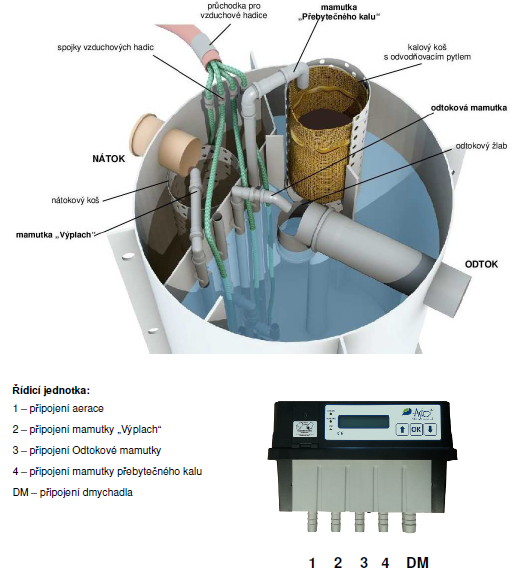 průchodka pro
vzduchové hadice
mamutka
„Přebytečného kalu“
spojky vzduchových hadic
kalový koš
s odvodňovacím pytlem
odtoková mamutka
odtokový žlab
NÁTOK
nátokový koš
mamutka „Výplach“
ODTOK
Řídicí jednotka:
1 – připojení aerace
2 – připojení mamutky „Výplach“
3 – připojení Odtokové mamutky
4 – připojení mamutky přebytečného kalu
DM – připojení dmychadla
OK
1 2 3 4 DM